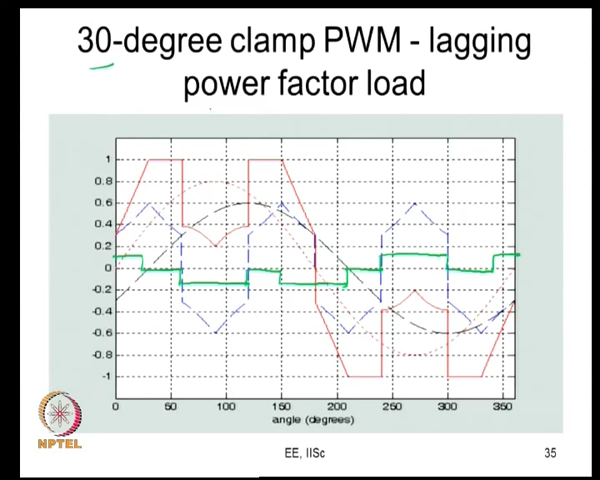 30-degree clamp PWM - lagging
power factor load
1
0.8
0.6
0.4
0.2
0
-0.2
-0.4
-0.6
-0.8
-1
0 50 100 150 200 250 300 350
angle (degrees)
NPTEL
EE, IISc
35